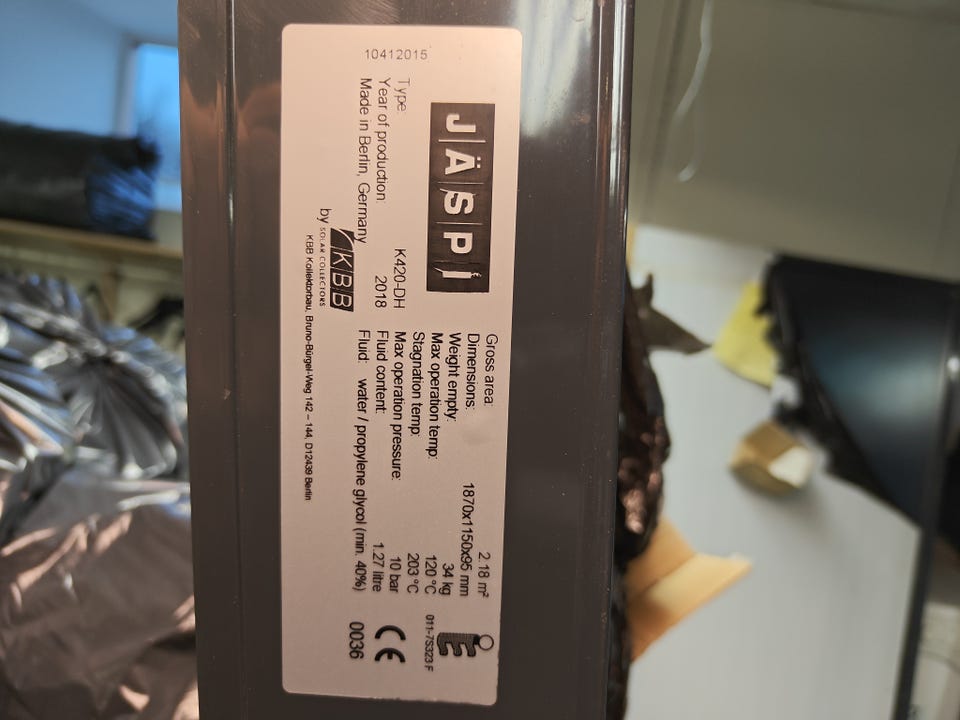 JÄSPI
Type: K420-DH
Year of production: 2018
Made in Berlin, Germany
10412015
by KBB
SOLAR COLLECTORS
KBB Kollektorbau, Bruno-Bürgel-Weg 142 – 144, D12439 Berlin
Gross area: 2.18 m²
Dimensions: 1870x1150x95 mm
Weight empty: 34 kg
Max operation temp: 120 °C
Stagnation temp: 203 °C
Max operation pressure: 10 bar
Fluid content: 1.27 litre
Fluid: water / propylene glycol (min. 40%)
011-7S323 F
CE
0036